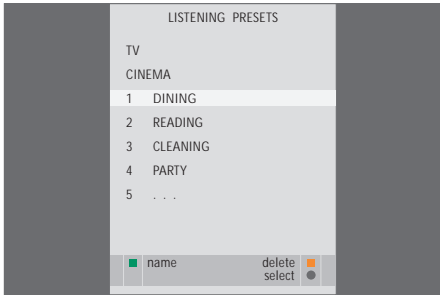 LISTENING PRESETS
TV
CINEMA
1 DINING
2 READING
3 CLEANING
4 PARTY
5 . . .
name delete
select